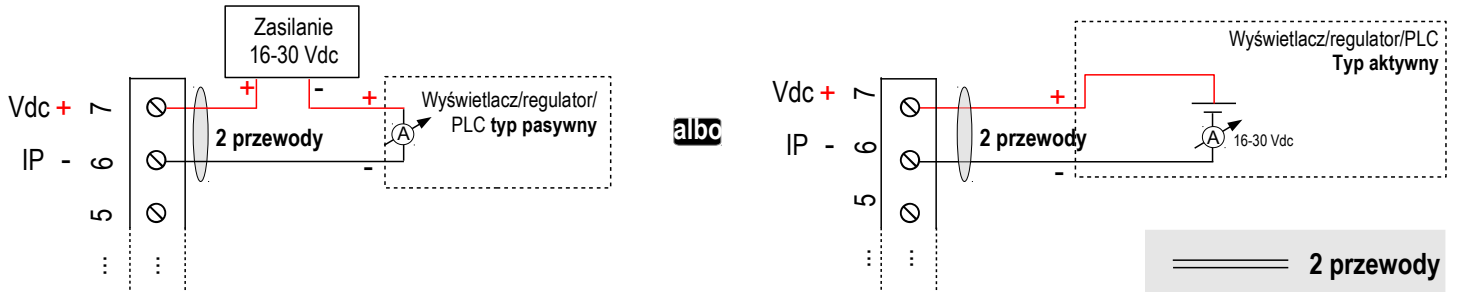 Zasilanie
16-30 Vdc
+ - +
Vdc + 7
Wyświetlacz/regulator/
PLC typ pasywny
A
2 przewody
IP - 6
-
5
...
...
albo
Wyświetlacz/regulator/PLC
Typ aktywny
Vdc + 7
+
2 przewody
A
16-30 Vdc
IP - 6
-
5
...
...
2 przewody